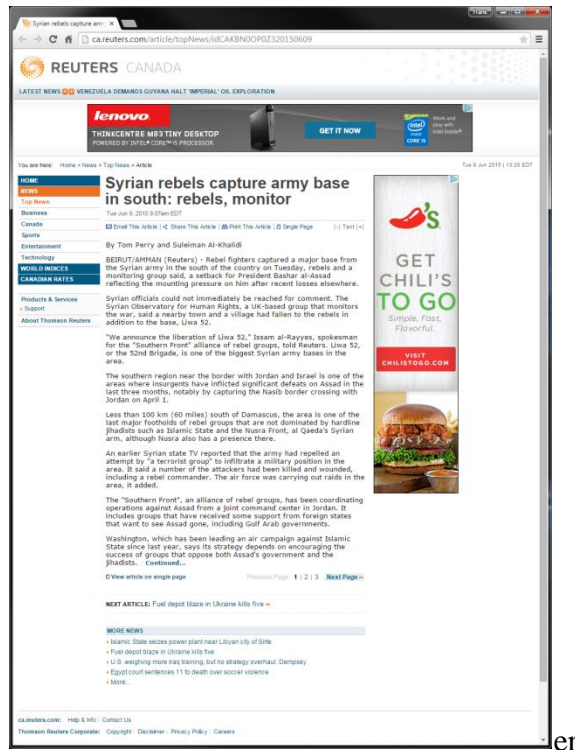 Syrian rebels capture arm
Frank
ca.reuters.com/article/topNews/idCAKBN0OP0Z320150609
REUTERS CANADA
LATEST NEWS VENEZUELA DEMANDS GUYANA HALT 'IMPERIAL' OIL EXPLORATION
lenovo.
THINKCENTRE M83 TINY DESKTOP
POWERED BY INTEL® CORE™ i5 PROCESSOR.
GET IT NOW
intel inside
CORE i5
Work and
play with
Intel Inside®
You are here: Home > News > Top News > Article
Tue 9 Jun 2015 | 13:26 EDT
HOME
NEWS
Top News
Business
Canada
Sports
Entertainment
Technology
WORLD INDICES
CANADIAN RATES
Products & Services
Support
About Thomson Reuters
Syrian rebels capture army base
in south: rebels, monitor
Tue Jun 9, 2015 9:07am EDT
Email This Article | Share This Article | Print This Article | Single Page
[-] Text [+]
By Tom Perry and Suleiman Al-Khalidi
BEIRUT/AMMAN (Reuters) - Rebel fighters captured a major base from
the Syrian army in the south of the country on Tuesday, rebels and a
monitoring group said, a setback for President Bashar al-Assad
reflecting the mounting pressure on him after recent losses elsewhere.
Syrian officials could not immediately be reached for comment. The
Syrian Observatory for Human Rights, a UK-based group that monitors
the war, said a nearby town and a village had fallen to the rebels in
addition to the base, Liwa 52.
"We announce the liberation of Liwa 52," Issam al-Rayyes, spokesman
for the "Southern Front" alliance of rebel groups, told Reuters. Liwa 52,
or the 52nd Brigade, is one of the biggest Syrian army bases in the
area.
The southern region near the border with Jordan and Israel is one of the
areas where insurgents have inflicted significant defeats on Assad in the
last three months, notably by capturing the Nasib border crossing with
Jordan on April 1.
Less than 100 km (60 miles) south of Damascus, the area is one of the
last major footholds of rebel groups that are not dominated by hardline
jihadists such as Islamic State and the Nusra Front, al Qaeda's Syrian
arm, although Nusra also has a presence there.
An earlier Syrian state TV reported that the army had repelled an
attempt by "a terrorist group" to infiltrate a military position in the
area. It said a number of the attackers had been killed and wounded,
including a rebel commander. The air force was carrying out raids in the
area, it added.
The "Southern Front", an alliance of rebel groups, has been coordinating
operations against Assad from a joint command center in Jordan. It
includes groups that have received some support from foreign states
that want to see Assad gone, including Gulf Arab governments.
Washington, which has been leading an air campaign against Islamic
State since last year, says its strategy depends on encouraging the
success of groups that oppose both Assad's government and the
jihadists. Continued...
View article on single page
Previous Page 1 | 2 | 3 Next Page
NEXT ARTICLE: Fuel depot blaze in Ukraine kills five
MORE NEWS
Islamic State seizes power plant near Libyan city of Sirte
Fuel depot blaze in Ukraine kills five
U.S. weighing more Iraq training, but no strategy overhaul: Dempsey
Egypt court sentences 11 to death over soccer violence
More...
's
GET
CHILI'S
TO GO
Simple, Fast,
Flavorful.
VISIT
CHILISTOGO.COM
ca.reuters.com: Help & Info | Contact Us
Thomson Reuters Corporate: Copyright | Disclaimer | Privacy Policy | Careers
er